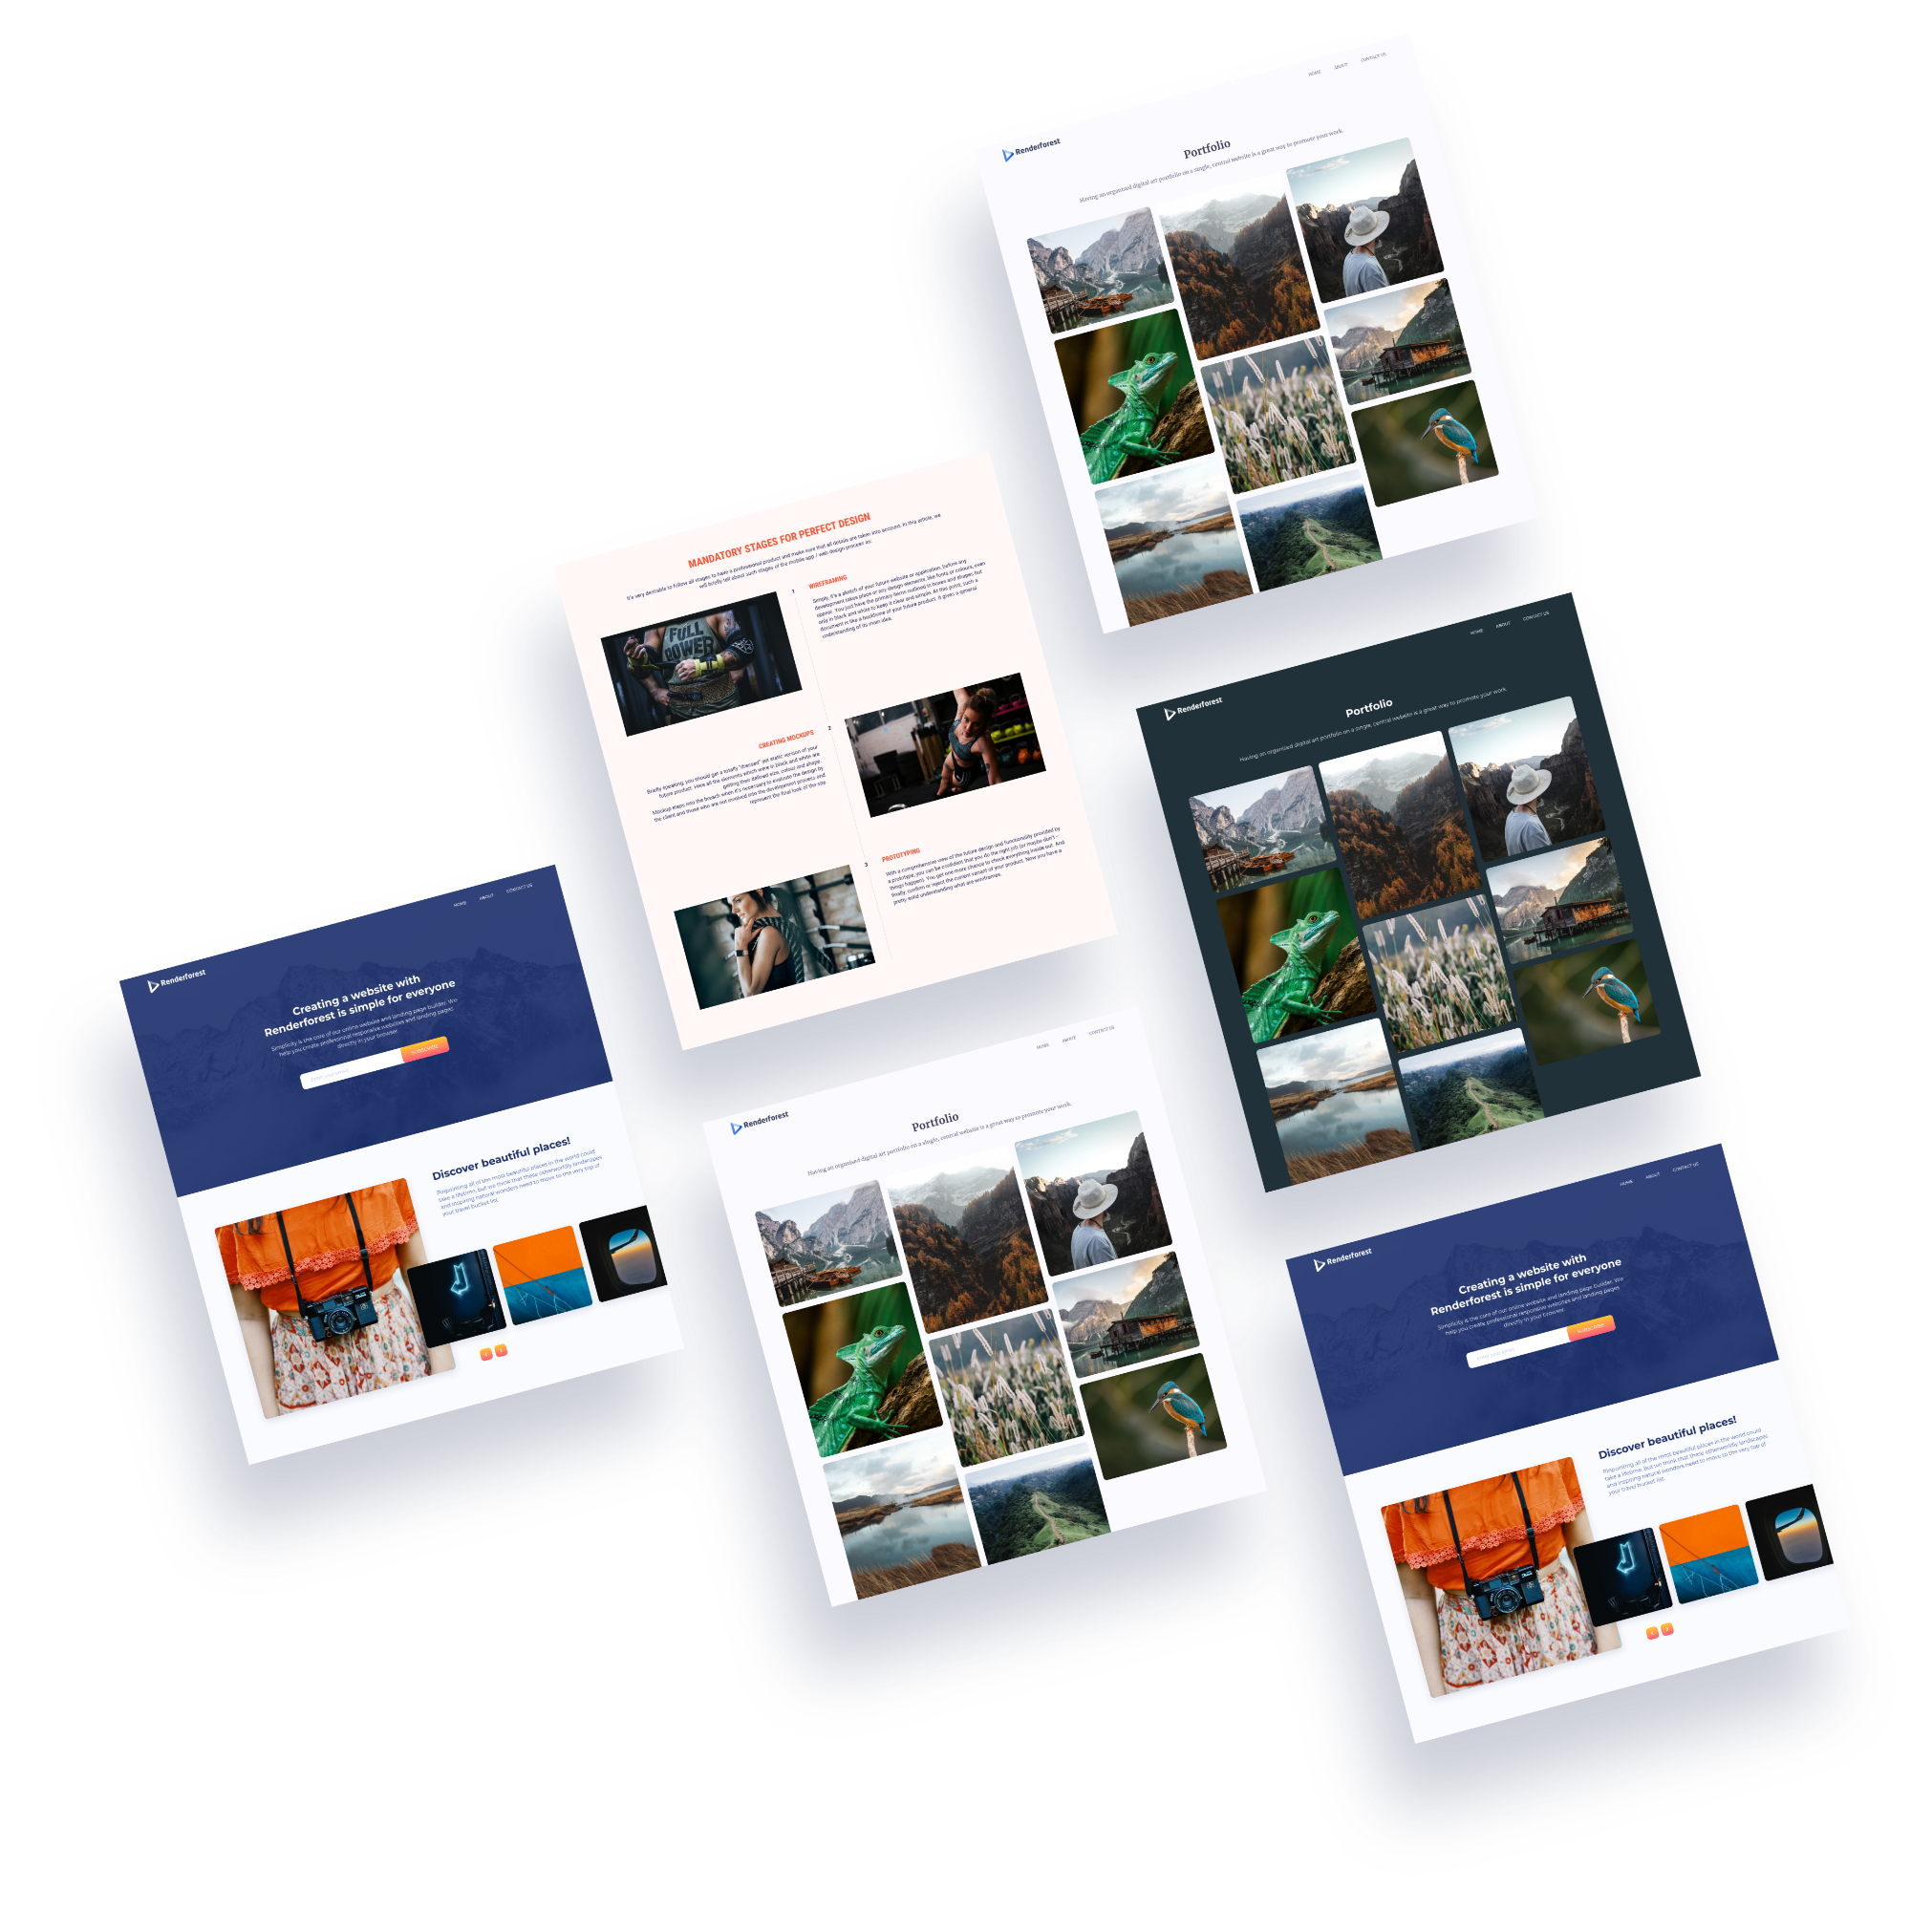 HOME ABOUT CONTACT US
Renderforest
Portfolio
Having an organised digital art portfolio on a single, central website is a great way to promote your work.
MANDATORY STAGES FOR PERFECT DESIGN
It's very desirable to follow all stages to have a professional product and make sure that all details are taken into account. In this article, we
will briefly tell about such stages of the mobile app / web design process as:
1
WIREFRAMING
Simply, it's a sketch of your future website or application, before any
development takes place or any design elements, like fonts or colours, even
appear. You just have the primary items outlined in boxes and shapes, but
only in black and white to keep it clear and simple. At this point, such a
document is like a backbone of your future product. It gives a general
understanding of its main idea.
FULL
POWER
2
CREATING MOCKUPS
Briefly speaking, you should get a totally "dressed" yet static version of your
future product. Here all the elements which were in black and white are
getting their defined size, colour and shape.
Mockup steps into the breach when it's necessary to evaluate the design by
the client and those who are not involved into the development process and
represent the final look of the site.
3
PROTOTYPING
With a comprehensive view of the future design and functionality provided by
a prototype, you can be confident that you do the right job (or maybe don't –
things happen). You get one more chance to check everything inside out. And
finally, confirm or reject the current variant of your product. Now you have a
pretty solid understanding what are wireframes.
HOME ABOUT CONTACT US
Renderforest
Portfolio
Having an organised digital art portfolio on a single, central website is a great way to promote your work.
HOME ABOUT CONTACT US
Renderforest
Creating a website with
Renderforest is simple for everyone
Simplicity is the core of our online website and landing page builder. We
help you create professional responsive websites and landing pages
directly in your browser.
Enter your email
SUBSCRIBE
Discover beautiful places!
Pinpointing all of the most beautiful places in the world could
take a lifetime, but we think that these otherworldly landscapes
and inspiring natural wonders need to move to the very top of
your travel bucket list.
HOME ABOUT CONTACT US
Renderforest
Portfolio
Having an organised digital art portfolio on a single, central website is a great way to promote your work.
HOME ABOUT CONTACT US
Renderforest
Creating a website with
Renderforest is simple for everyone
Simplicity is the core of our online website and landing page builder. We
help you create professional responsive websites and landing pages
directly in your browser.
Enter your email
SUBSCRIBE
Discover beautiful places!
Pinpointing all of the most beautiful places in the world could
take a lifetime, but we think that these otherworldly landscapes
and inspiring natural wonders need to move to the very top of
your travel bucket list.